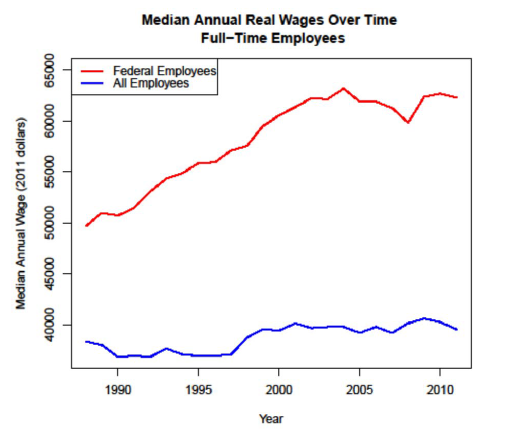 Median Annual Real Wages Over Time
Full−Time Employees
Federal Employees
All Employees
Median Annual Wage (2011 dollars)
65000
60000
55000
50000
45000
40000
1990 1995 2000 2005 2010
Year